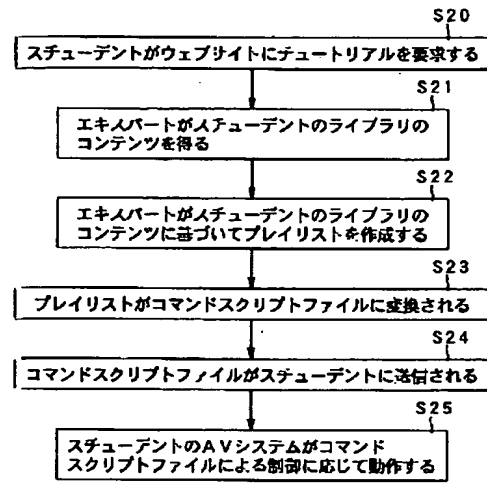 S20
スチューデントがウェブサイトにチュートリアルを要求する
S21
エキスパートがスチューデントのライブラリの
コンテンツを得る
S22
エキスパートがスチューデントのライブラリの
コンテンツに基づいてプレイリストを作成する
S23
プレイリストがコマンドスクリプトファイルに変換される
S24
コマンドスクリプトファイルがスチューデントに送信される
S25
スチューデントのAVシステムがコマンド
スクリプトファイルによる制御に応じて動作する